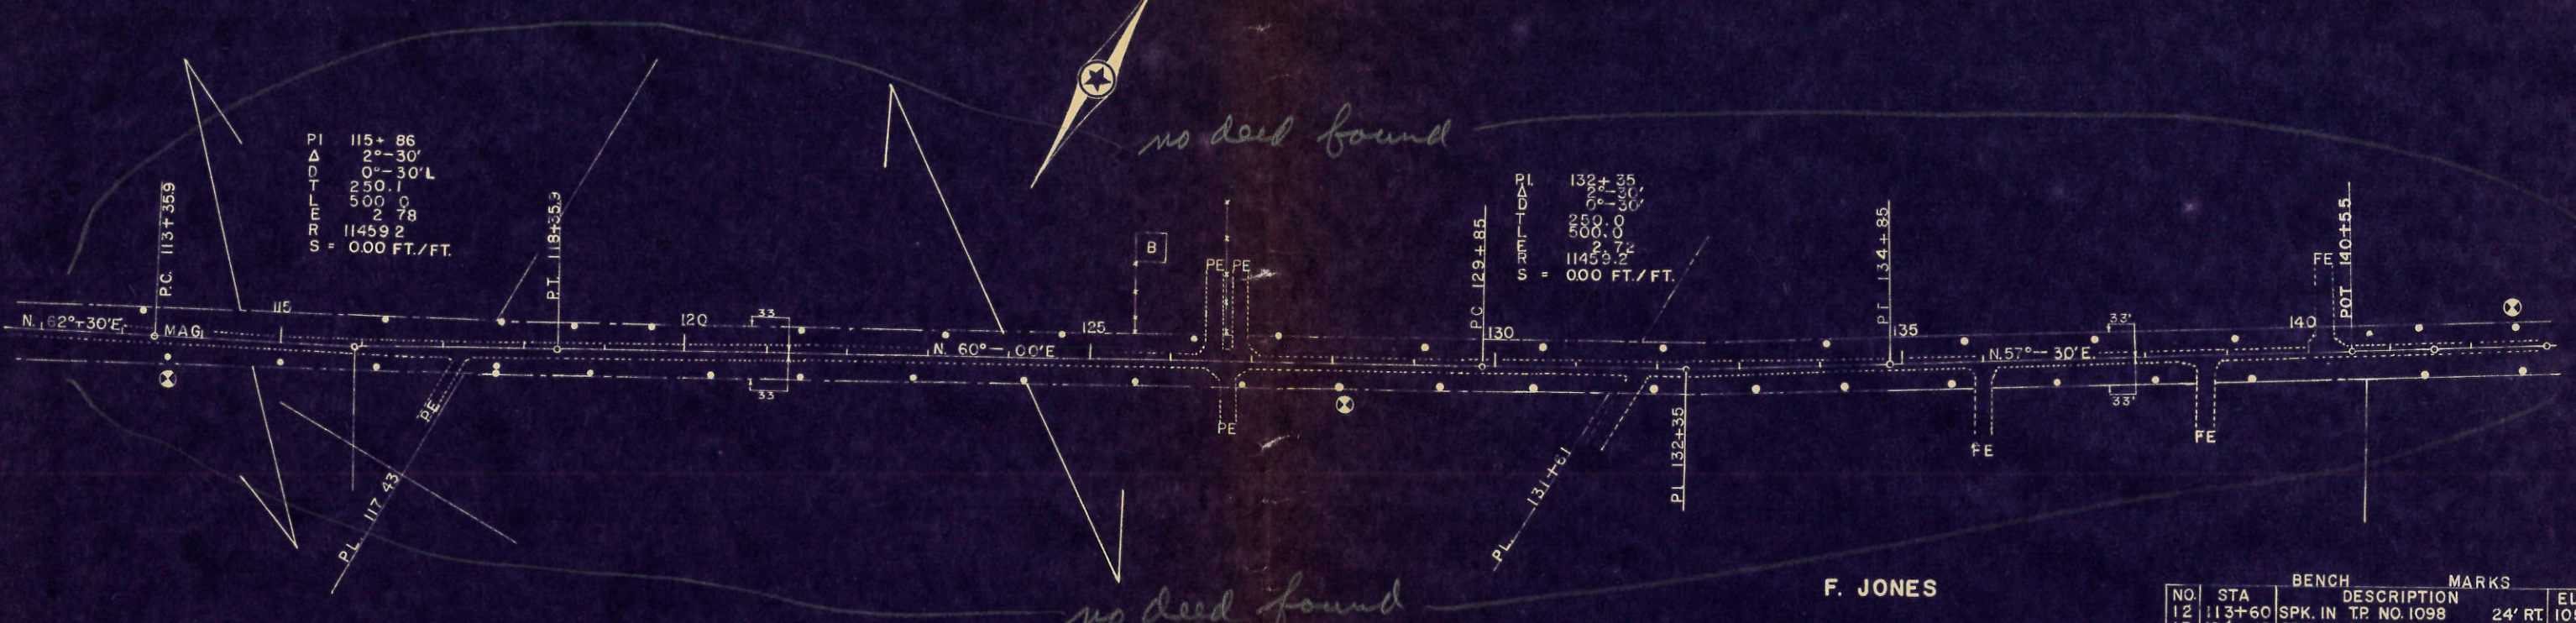 no deed found
PI 115+86
Δ 2°-30'
D 0°-30'L
T 250.1
L 500 0
E 2 78
R 11459 2
S = 0.00 FT./FT.
P.C. 113+35.9
P.T. 118+35.9
PI. 132+35
Δ 2°-30'
D 0°-30'
T 250.0
L 500.0
E 2.72
R 11459.2
S = 0.00 FT./FT.
P.C. 129+85
P.T. 134+85
POT 140+55
B
PE PE
FE
N. 62°-30'E.
MAG.
115
120
33
125
130
135
33'
140
N. 60°-00'E
N.57°-30'E.
33
33'
PE
PE
FE
FE
PL 117 43
PL. 131+61
P.I. 132+35
no deed found
F. JONES
BENCH MARKS
NO. STA DESCRIPTION
12 113+60 SPK. IN T.P. NO. 1098 24' RT.